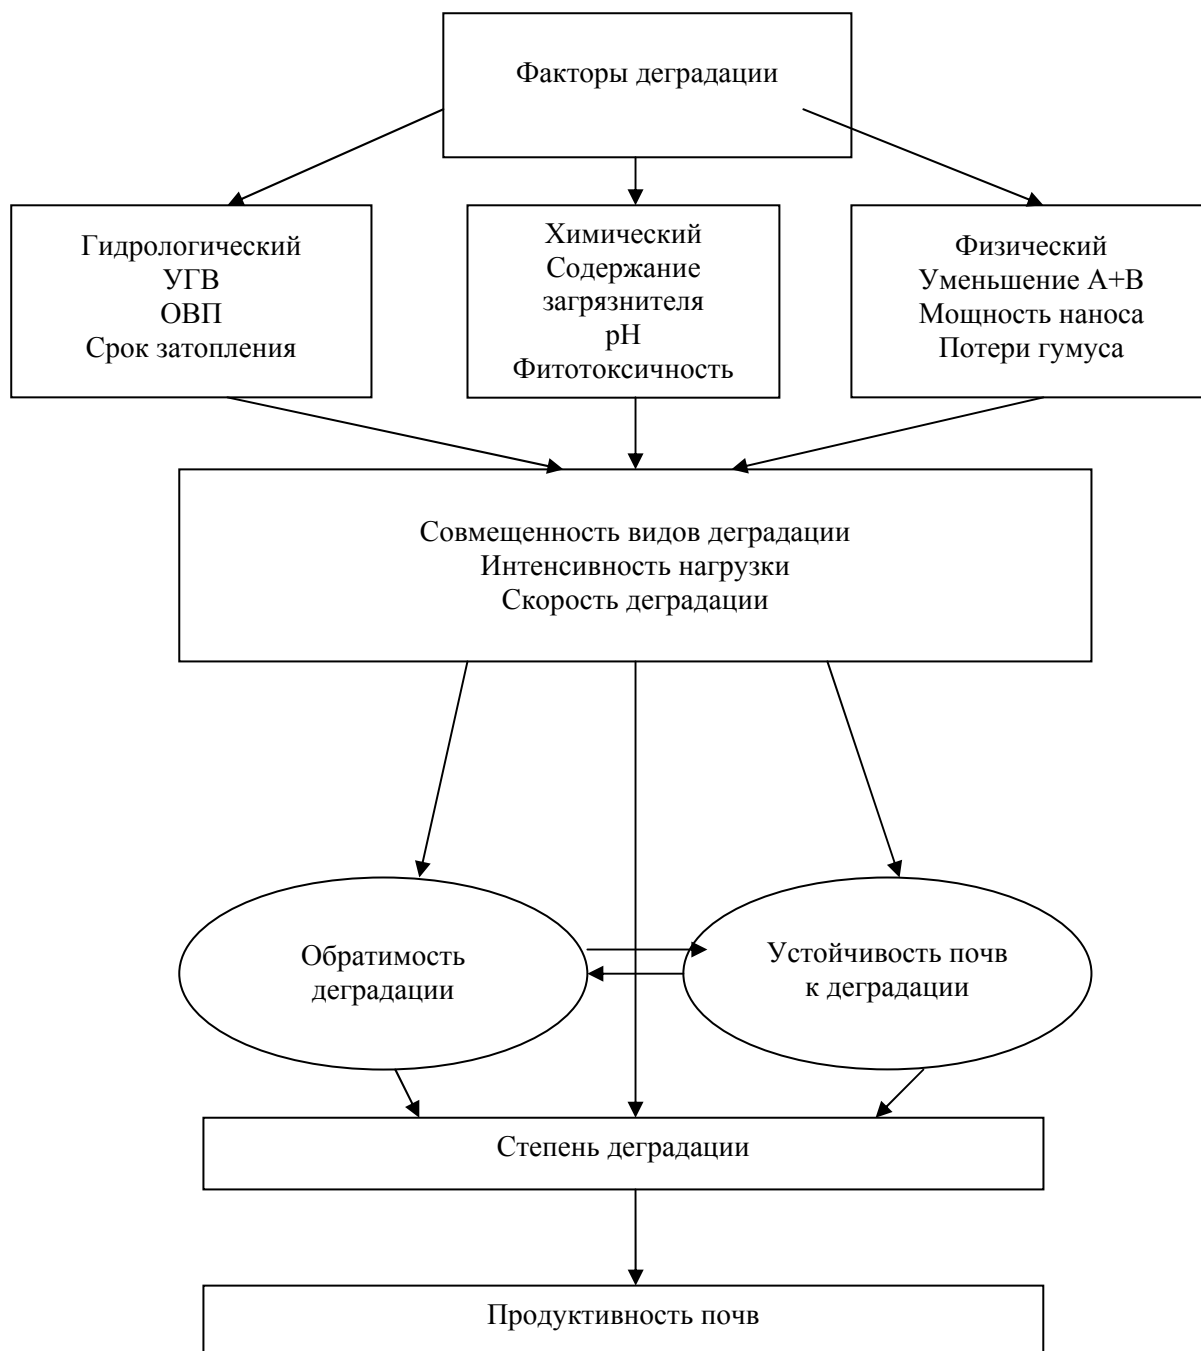 Факторы деградации
Гидрологический
УГВ
ОВП
Срок затопления
Химический
Содержание
загрязнителя
pH
Фитотоксичность
Физический
Уменьшение А+В
Мощность наноса
Потери гумуса
Совмещенность видов деградации
Интенсивность нагрузки
Скорость деградации
Обратимость
деградации
Устойчивость почв
к деградации
Степень деградации
Продуктивность почв